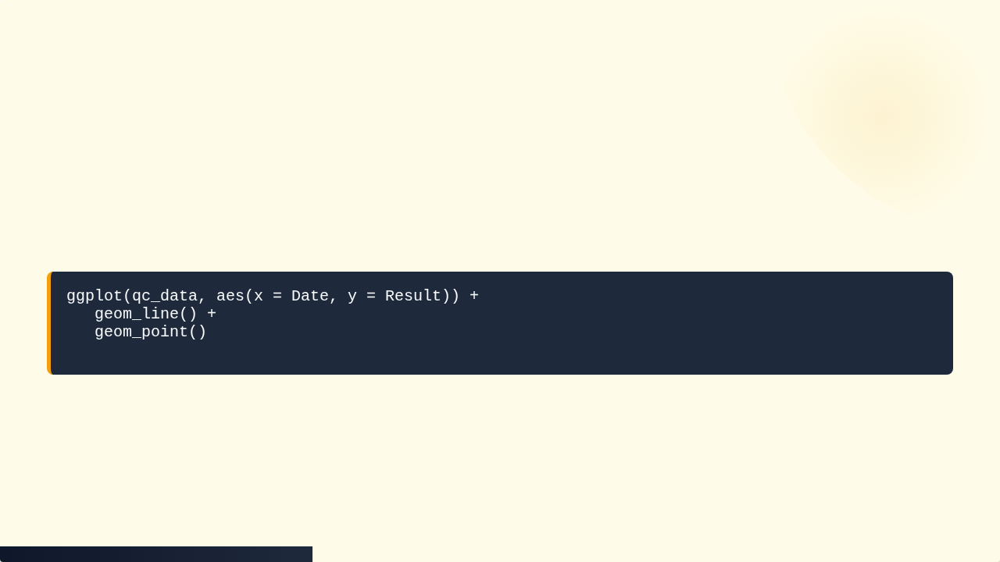 ggplot(qc_data, aes(x = Date, y = Result)) +
   geom_line() +
   geom_point()